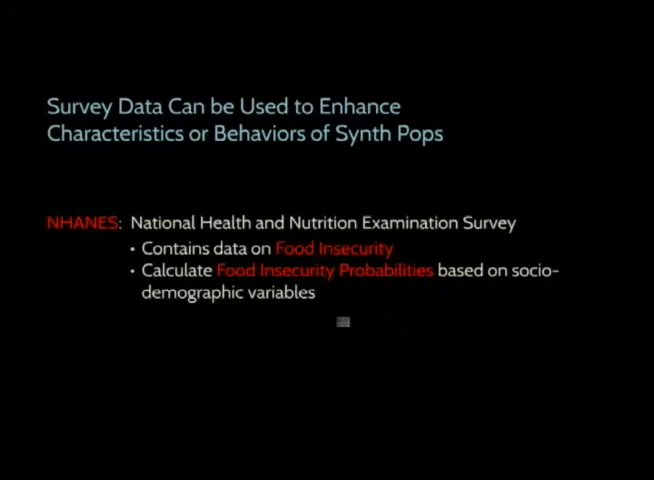 Survey Data Can be Used to Enhance
Characteristics or Behaviors of Synth Pops
NHANES: National Health and Nutrition Examination Survey
• Contains data on Food Insecurity
• Calculate Food Insecurity Probabilities based on socio-
demographic variables